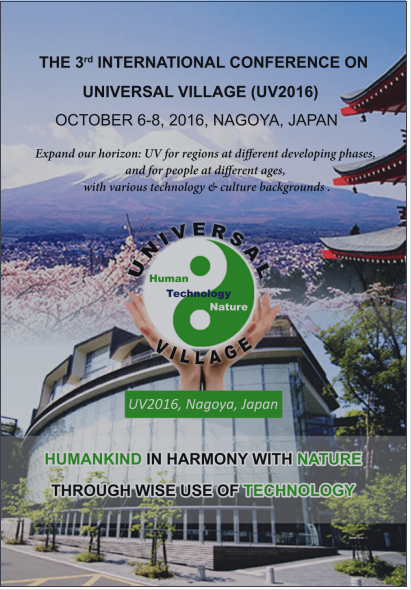 THE 3rd INTERNATIONAL CONFERENCE ON
UNIVERSAL VILLAGE (UV2016)
OCTOBER 6-8, 2016, NAGOYA, JAPAN
Expand our horizon: UV for regions at different developing phases,
and for people at different ages,
with various technology & culture backgrounds .
UNIVERSAL
Human
Technology
Nature
VILLAGE
UV2016, Nagoya, Japan
HUMANKIND IN HARMONY WITH NATURE
THROUGH WISE USE OF TECHNOLOGY